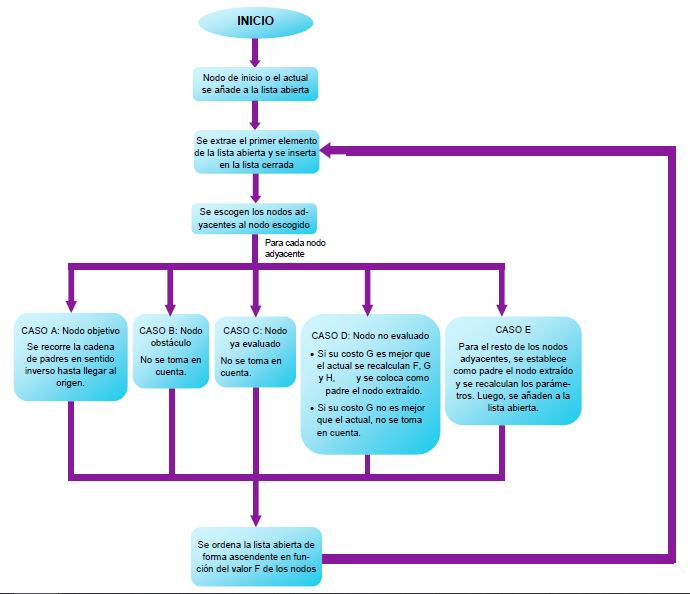 INICIO
Nodo de inicio o el actual
se añade a la lista abierta
Se extrae el primer elemento
de la lista abierta y se inserta
en la lista cerrada
Se escogen los nodos ad-
yacentes al nodo escogido
Para cada nodo
adyacente
CASO A: Nodo objetivo
Se recorre la cadena
de padres en sentido
inverso hasta llegar al
origen.
CASO B: Nodo
obstáculo
No se toma en
cuenta.
CASO C: Nodo
ya evaluado
No se toma en
cuenta.
CASO D: Nodo no evaluado
• Si su costo G es mejor que
el actual se recalculan F, G
y H, y se coloca como
padre el nodo extraído.
• Si su costo G no es mejor
que el actual, no se toma
en cuenta.
CASO E
Para el resto de los nodos
adyacentes, se establece
como padre el nodo extraído
y se recalculan los paráme-
tros. Luego, se añaden a la
lista abierta.
Se ordena la lista abierta de
forma ascendente en fun-
ción del valor F de los nodos